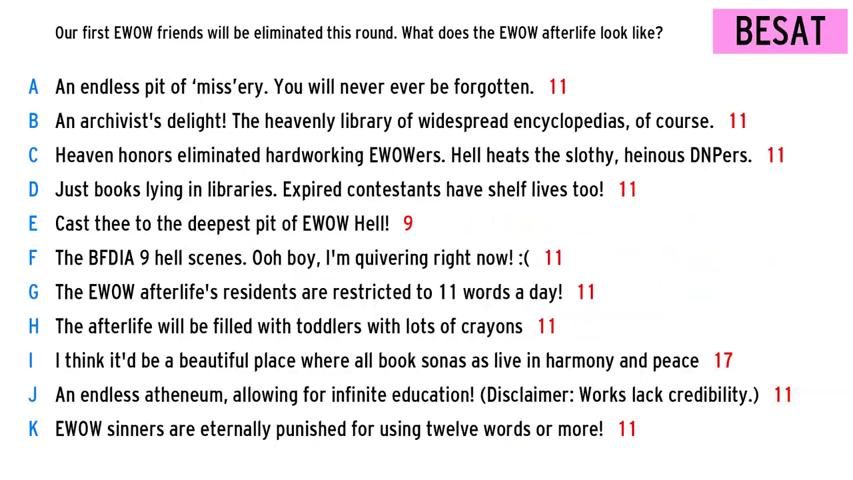 Our first EWOW friends will be eliminated this round. What does the EWOW afterlife look like?
BESAT
A An endless pit of ‘miss’ery. You will never ever be forgotten. 11
B An archivist's delight! The heavenly library of widespread encyclopedias, of course. 11
C Heaven honors eliminated hardworking EWOWers. Hell heats the slothy, heinous DNPers. 11
D Just books lying in libraries. Expired contestants have shelf lives too! 11
E Cast thee to the deepest pit of EWOW Hell! 9
F The BFDIA 9 hell scenes. Ooh boy, I'm quivering right now! :( 11
G The EWOW afterlife's residents are restricted to 11 words a day! 11
H The afterlife will be filled with toddlers with lots of crayons 11
I I think it'd be a beautiful place where all book sonas as live in harmony and peace 17
J An endless atheneum, allowing for infinite education! (Disclaimer: Works lack credibility.) 11
K EWOW sinners are eternally punished for using twelve words or more! 11